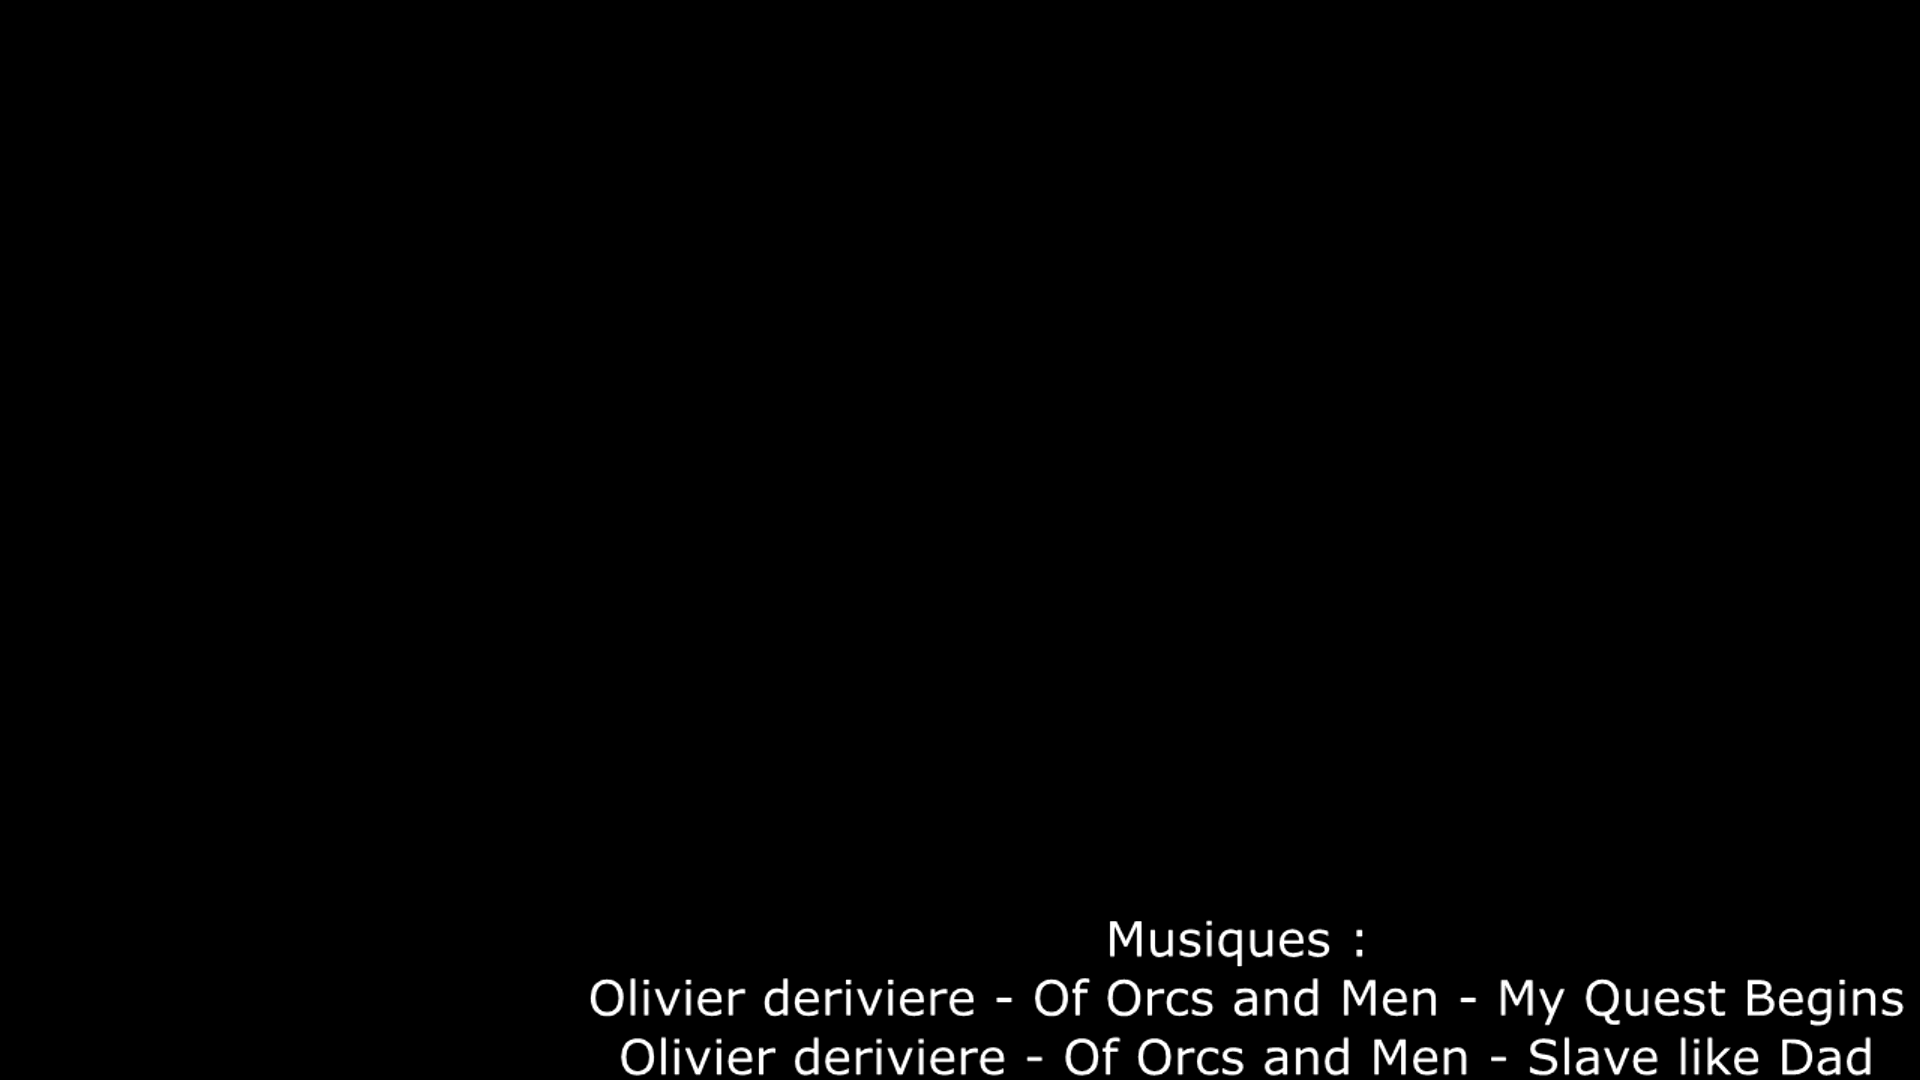 Musiques :
Olivier deriviere - Of Orcs and Men - My Quest Begins
Olivier deriviere - Of Orcs and Men - Slave like Dad